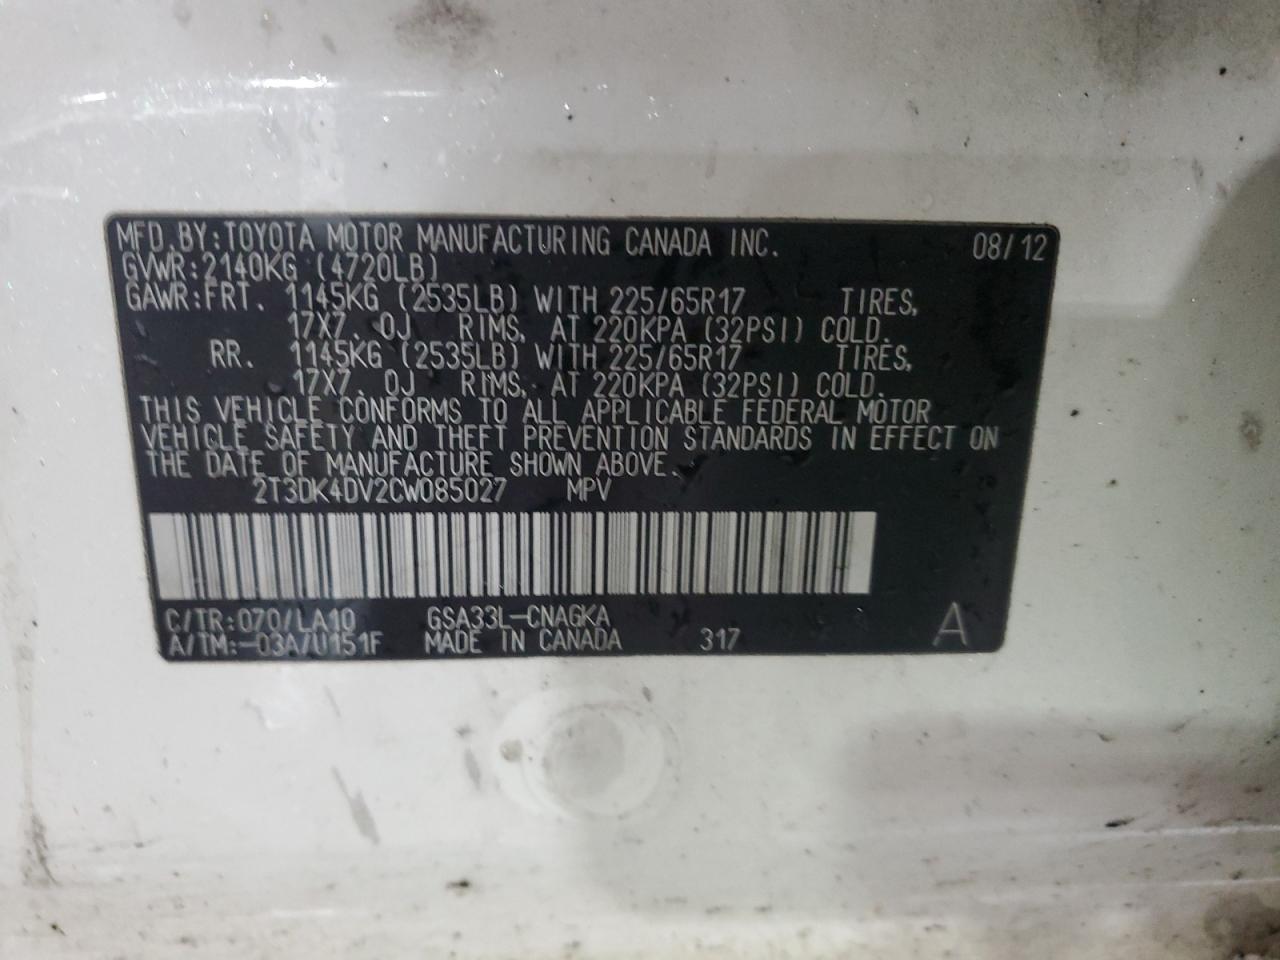 MFD.BY:TOYOTA MOTOR MANUFACTURING CANADA INC. 08/12
GVWR:2140KG (4720LB)
GAWR:FRT. 1145KG (2535LB) WITH 225/65R17 TIRES,
17X7.0J RIMS, AT 220KPA (32PSI) COLD.
RR. 1145KG (2535LB) WITH 225/65R17 TIRES,
17X7.0J RIMS, AT 220KPA (32PSI) COLD.
THIS VEHICLE CONFORMS TO ALL APPLICABLE FEDERAL MOTOR
VEHICLE SAFETY AND THEFT PREVENTION STANDARDS IN EFFECT ON
THE DATE OF MANUFACTURE SHOWN ABOVE.
2T3DK4DV2CW085027 MPV
C/TR:070/LA10 GSA33L-CNAGKA
A/TM:-03A/U151F MADE IN CANADA 317 A